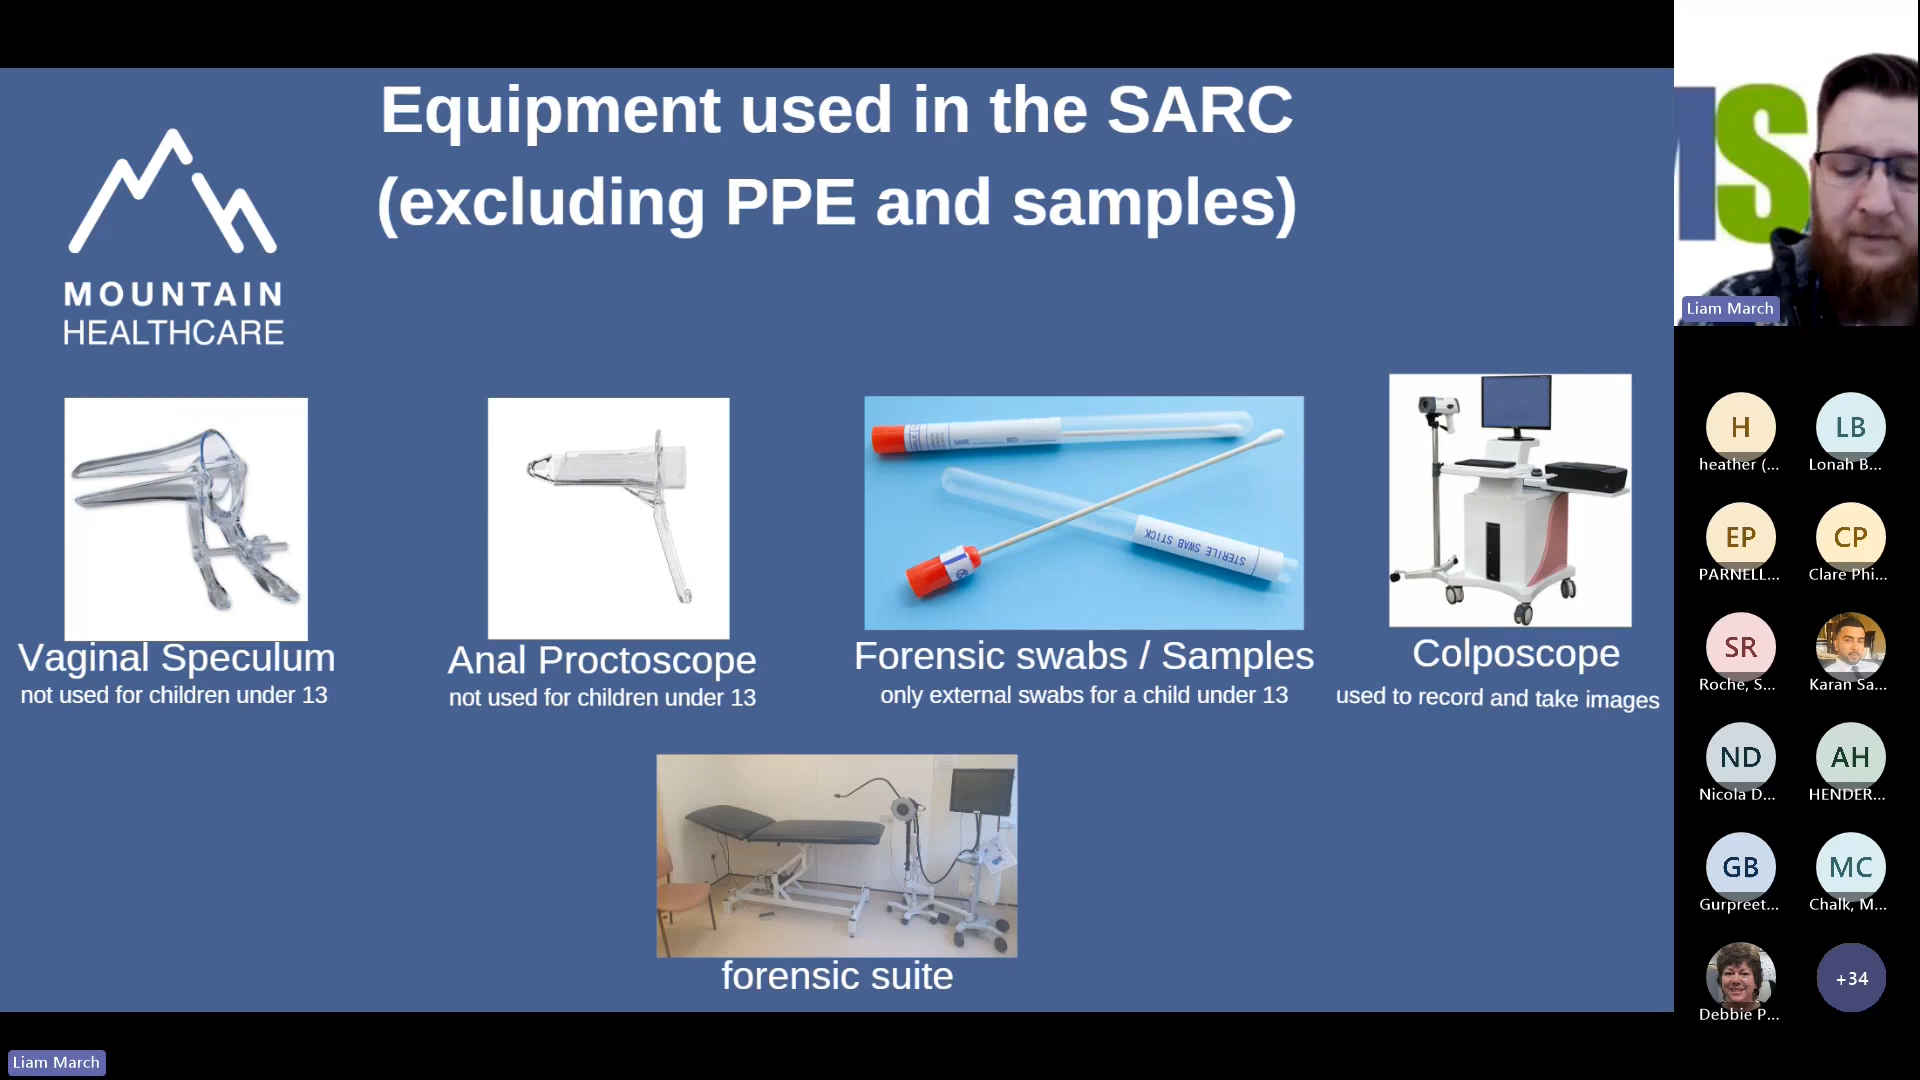 Equipment used in the SARC
(excluding PPE and samples)
MOUNTAIN
HEALTHCARE
STERILE SWAB STICK
Vaginal Speculum
not used for children under 13
Anal Proctoscope
not used for children under 13
Forensic swabs / Samples
only external swabs for a child under 13
Colposcope
used to record and take images
forensic suite
Liam March
S
Liam March
H
heather (...
LB
Lonah B...
EP
PARNELL...
CP
Clare Phi...
SR
Roche, S...
Karan Sa...
ND
Nicola D...
AH
HENDER...
GB
Gurpreet...
MC
Chalk, M...
Debbie P...
+34